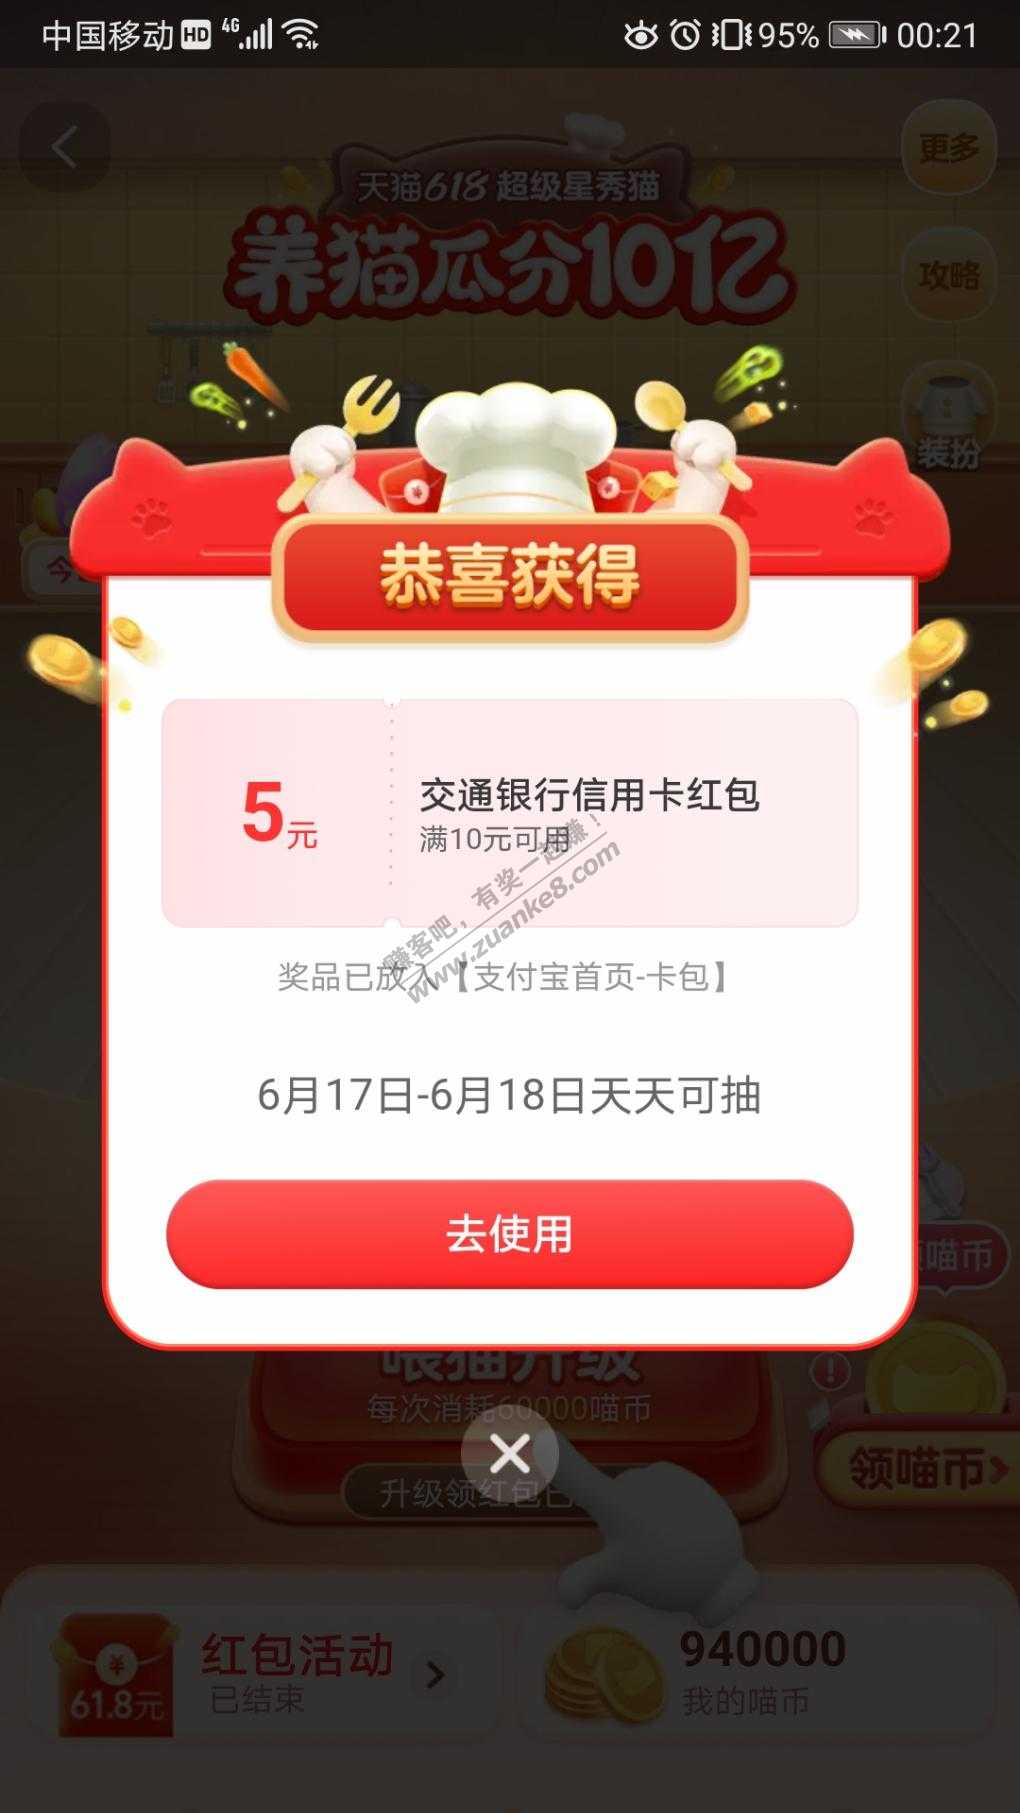 中国移动 HD 4G 95% 00:21
更多
天猫618 超级星秀猫
养猫瓜分10亿
攻略
装扮
今
恭喜获得
5元
交通银行信用卡红包
满10元可用
赚客吧，有奖一起赚！
www.zuanke8.com
奖品已放入【支付宝首页-卡包】
6月17日-6月18日天天可抽
去使用
领喵币
喂猫升级
每次消耗60000喵币
升级领红包已
领喵币
61.8元
红包活动
已结束
940000
我的喵币